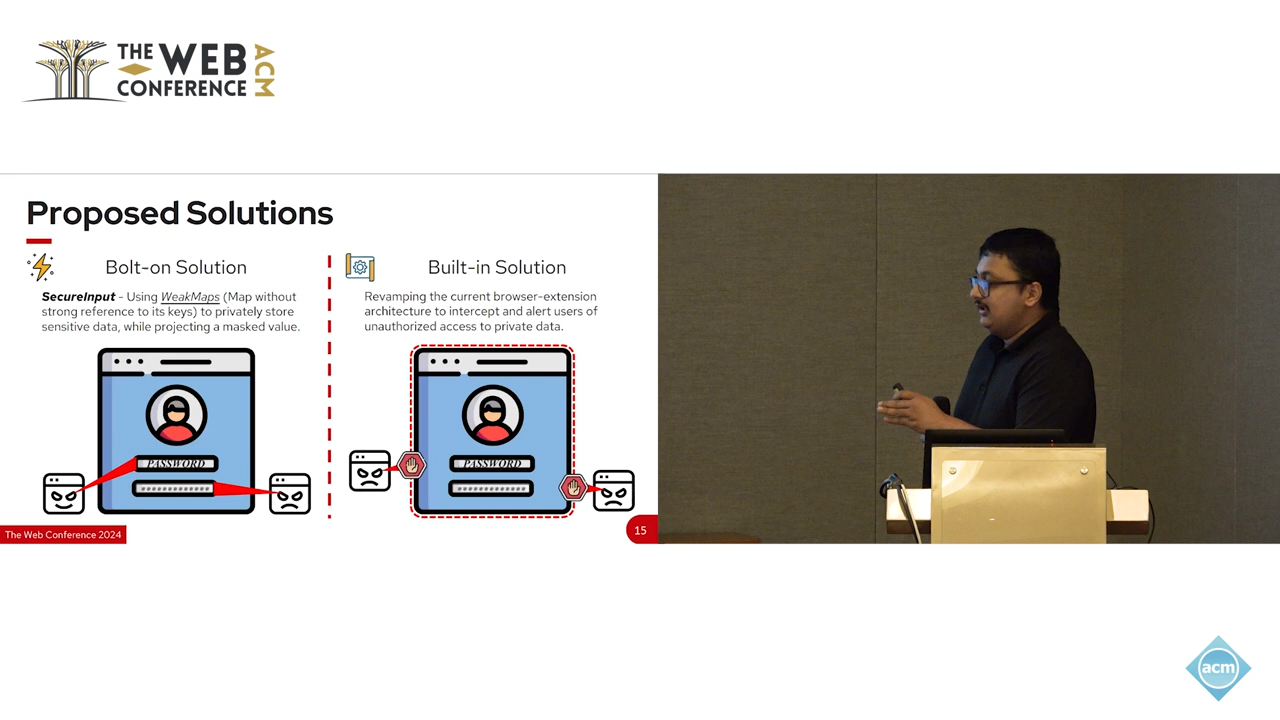 THE WEB
CONFERENCE
ACM
Proposed Solutions
Bolt-on Solution
SecureInput - Using WeakMaps (Map without
strong reference to its keys) to privately store
sensitive data, while projecting a masked value.
PASSWORD
Built-in Solution
Revamping the current browser-extension
architecture to intercept and alert users of
unauthorized access to private data.
PASSWORD
The Web Conference 2024
15
acm